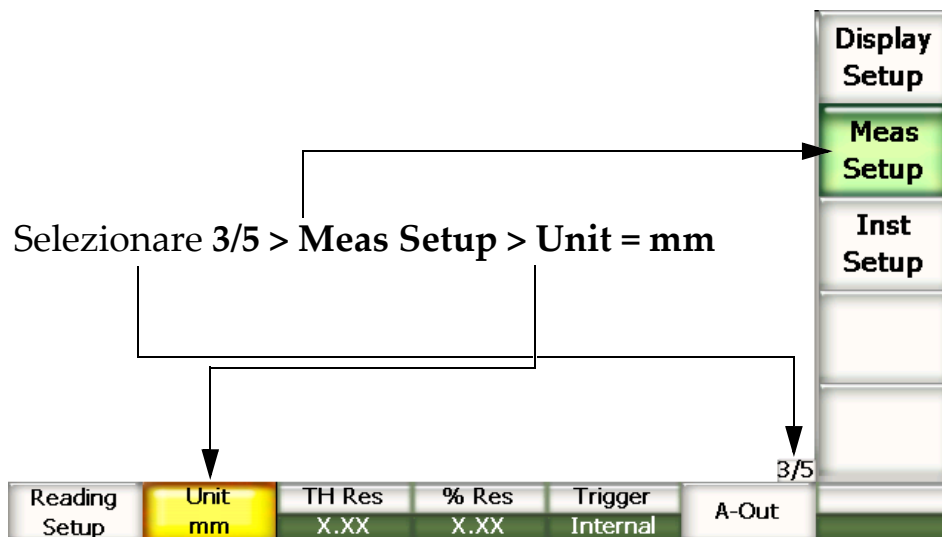 Display
Setup
Meas
Setup
Inst
Setup
Selezionare 3/5 > Meas Setup > Unit = mm
3/5
Reading
Setup
Unit
mm
TH Res
X.XX
% Res
X.XX
Trigger
Internal
A-Out